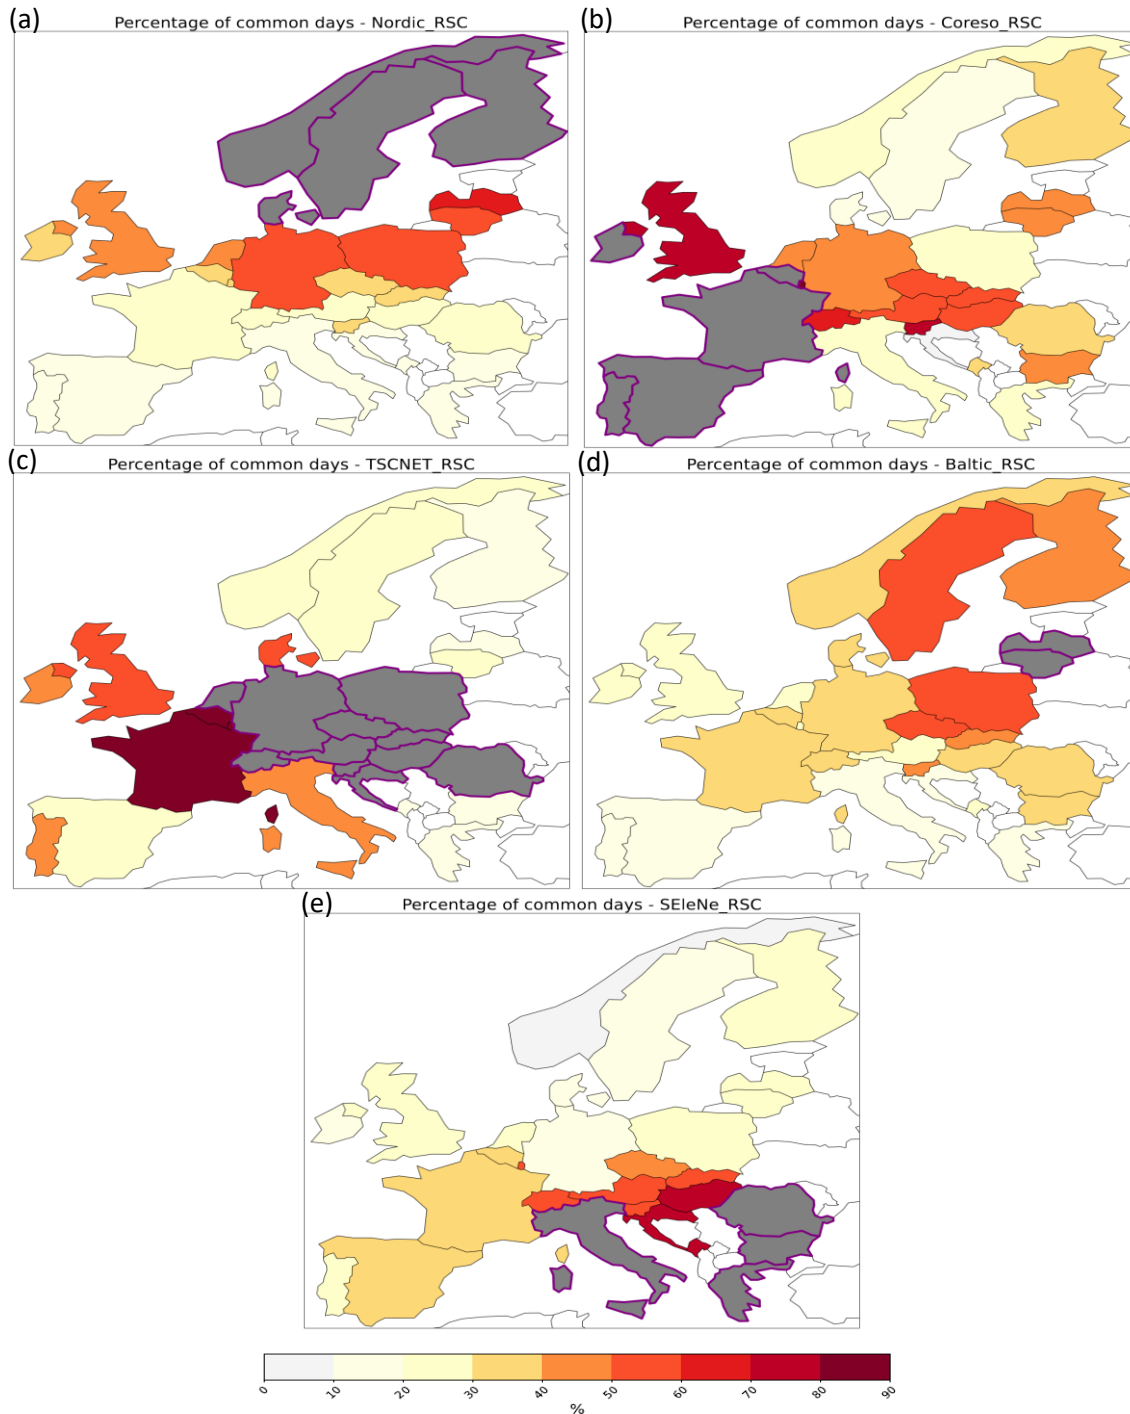 (a)
Percentage of common days - Nordic_RSC
(b)
Percentage of common days - Coreso_RSC
(c)
Percentage of common days - TSCNET_RSC
(d)
Percentage of common days - Baltic_RSC
(e)
Percentage of common days - SEleNe_RSC
0 10 20 30 40 50 60 70 80 90
%